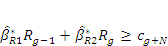 β̂*_{R1}R_{g−1} + β̂*_{R2}R_g ≥ c_{g+N}